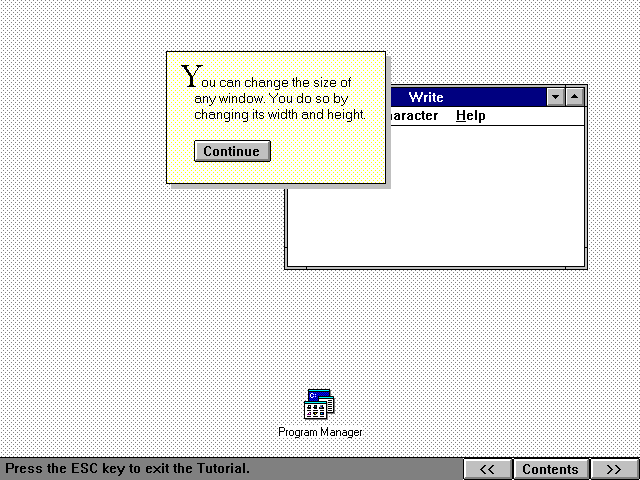 You can change the size of
any window. You do so by
changing its width and height.
Continue
Write
aracter Help
Program Manager
Press the ESC key to exit the Tutorial.
<< Contents >>